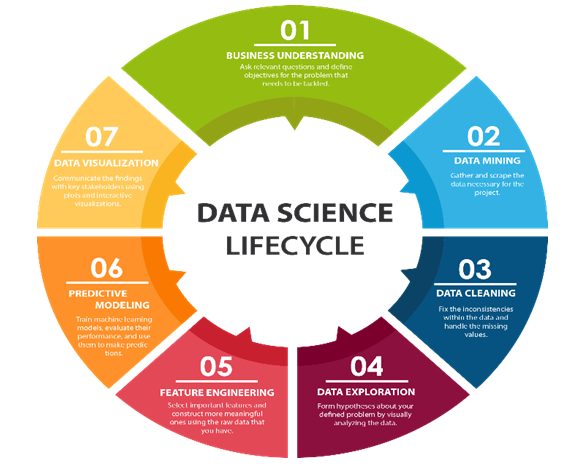 01
BUSINESS UNDERSTANDING
Ask relevant questions and define
objectives for the problem that
needs to be tackled.
02
DATA MINING
Gather and scrape the
data necessary for the
project.
03
DATA CLEANING
Fix the inconsistencies
within the data and
handle the missing
values.
04
DATA EXPLORATION
Form hypotheses about your
defined problem by visually
analyzing the data.
05
FEATURE ENGINEERING
Select important features and
construct more meaningful
ones using the raw data that
you have.
06
PREDICTIVE
MODELING
Train machine learning
models, evaluate their
performance, and use
them to make predic
tions.
07
DATA VISUALIZATION
Communicate the findings
with key stakeholders using
plots and interactive
visualizations.
DATA SCIENCE
LIFECYCLE